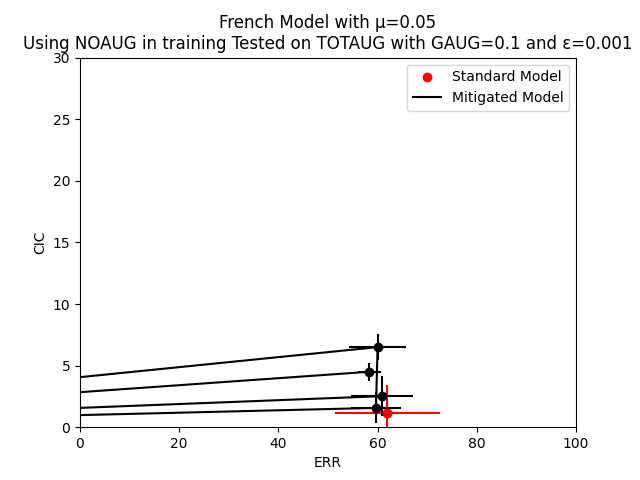 French Model with μ=0.05
Using NOAUG in training Tested on TOTAUG with GAUG=0.1 and ε=0.001
Standard Model
Mitigated Model
30
25
20
15
10
5
0
CIC
0 20 40 60 80 100
ERR